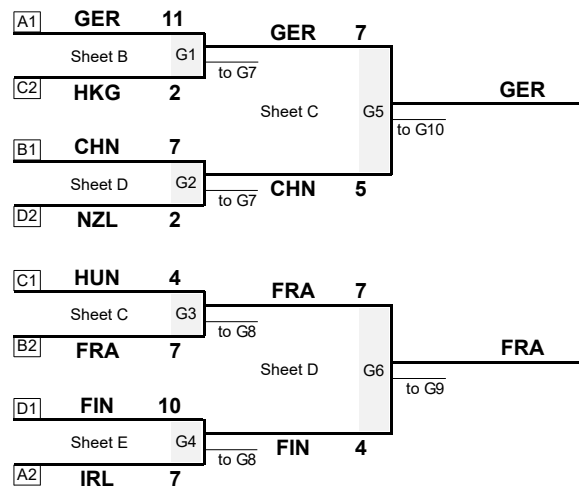 A1 GER 11
Sheet B G1
C2 HKG 2
GER 7
to G7
Sheet C G5
GER
to G10
B1 CHN 7
Sheet D G2
D2 NZL 2
to G7
CHN 5
C1 HUN 4
Sheet C G3
B2 FRA 7
FRA 7
to G8
Sheet D G6
FRA
to G9
D1 FIN 10
Sheet E G4
A2 IRL 7
to G8
FIN 4